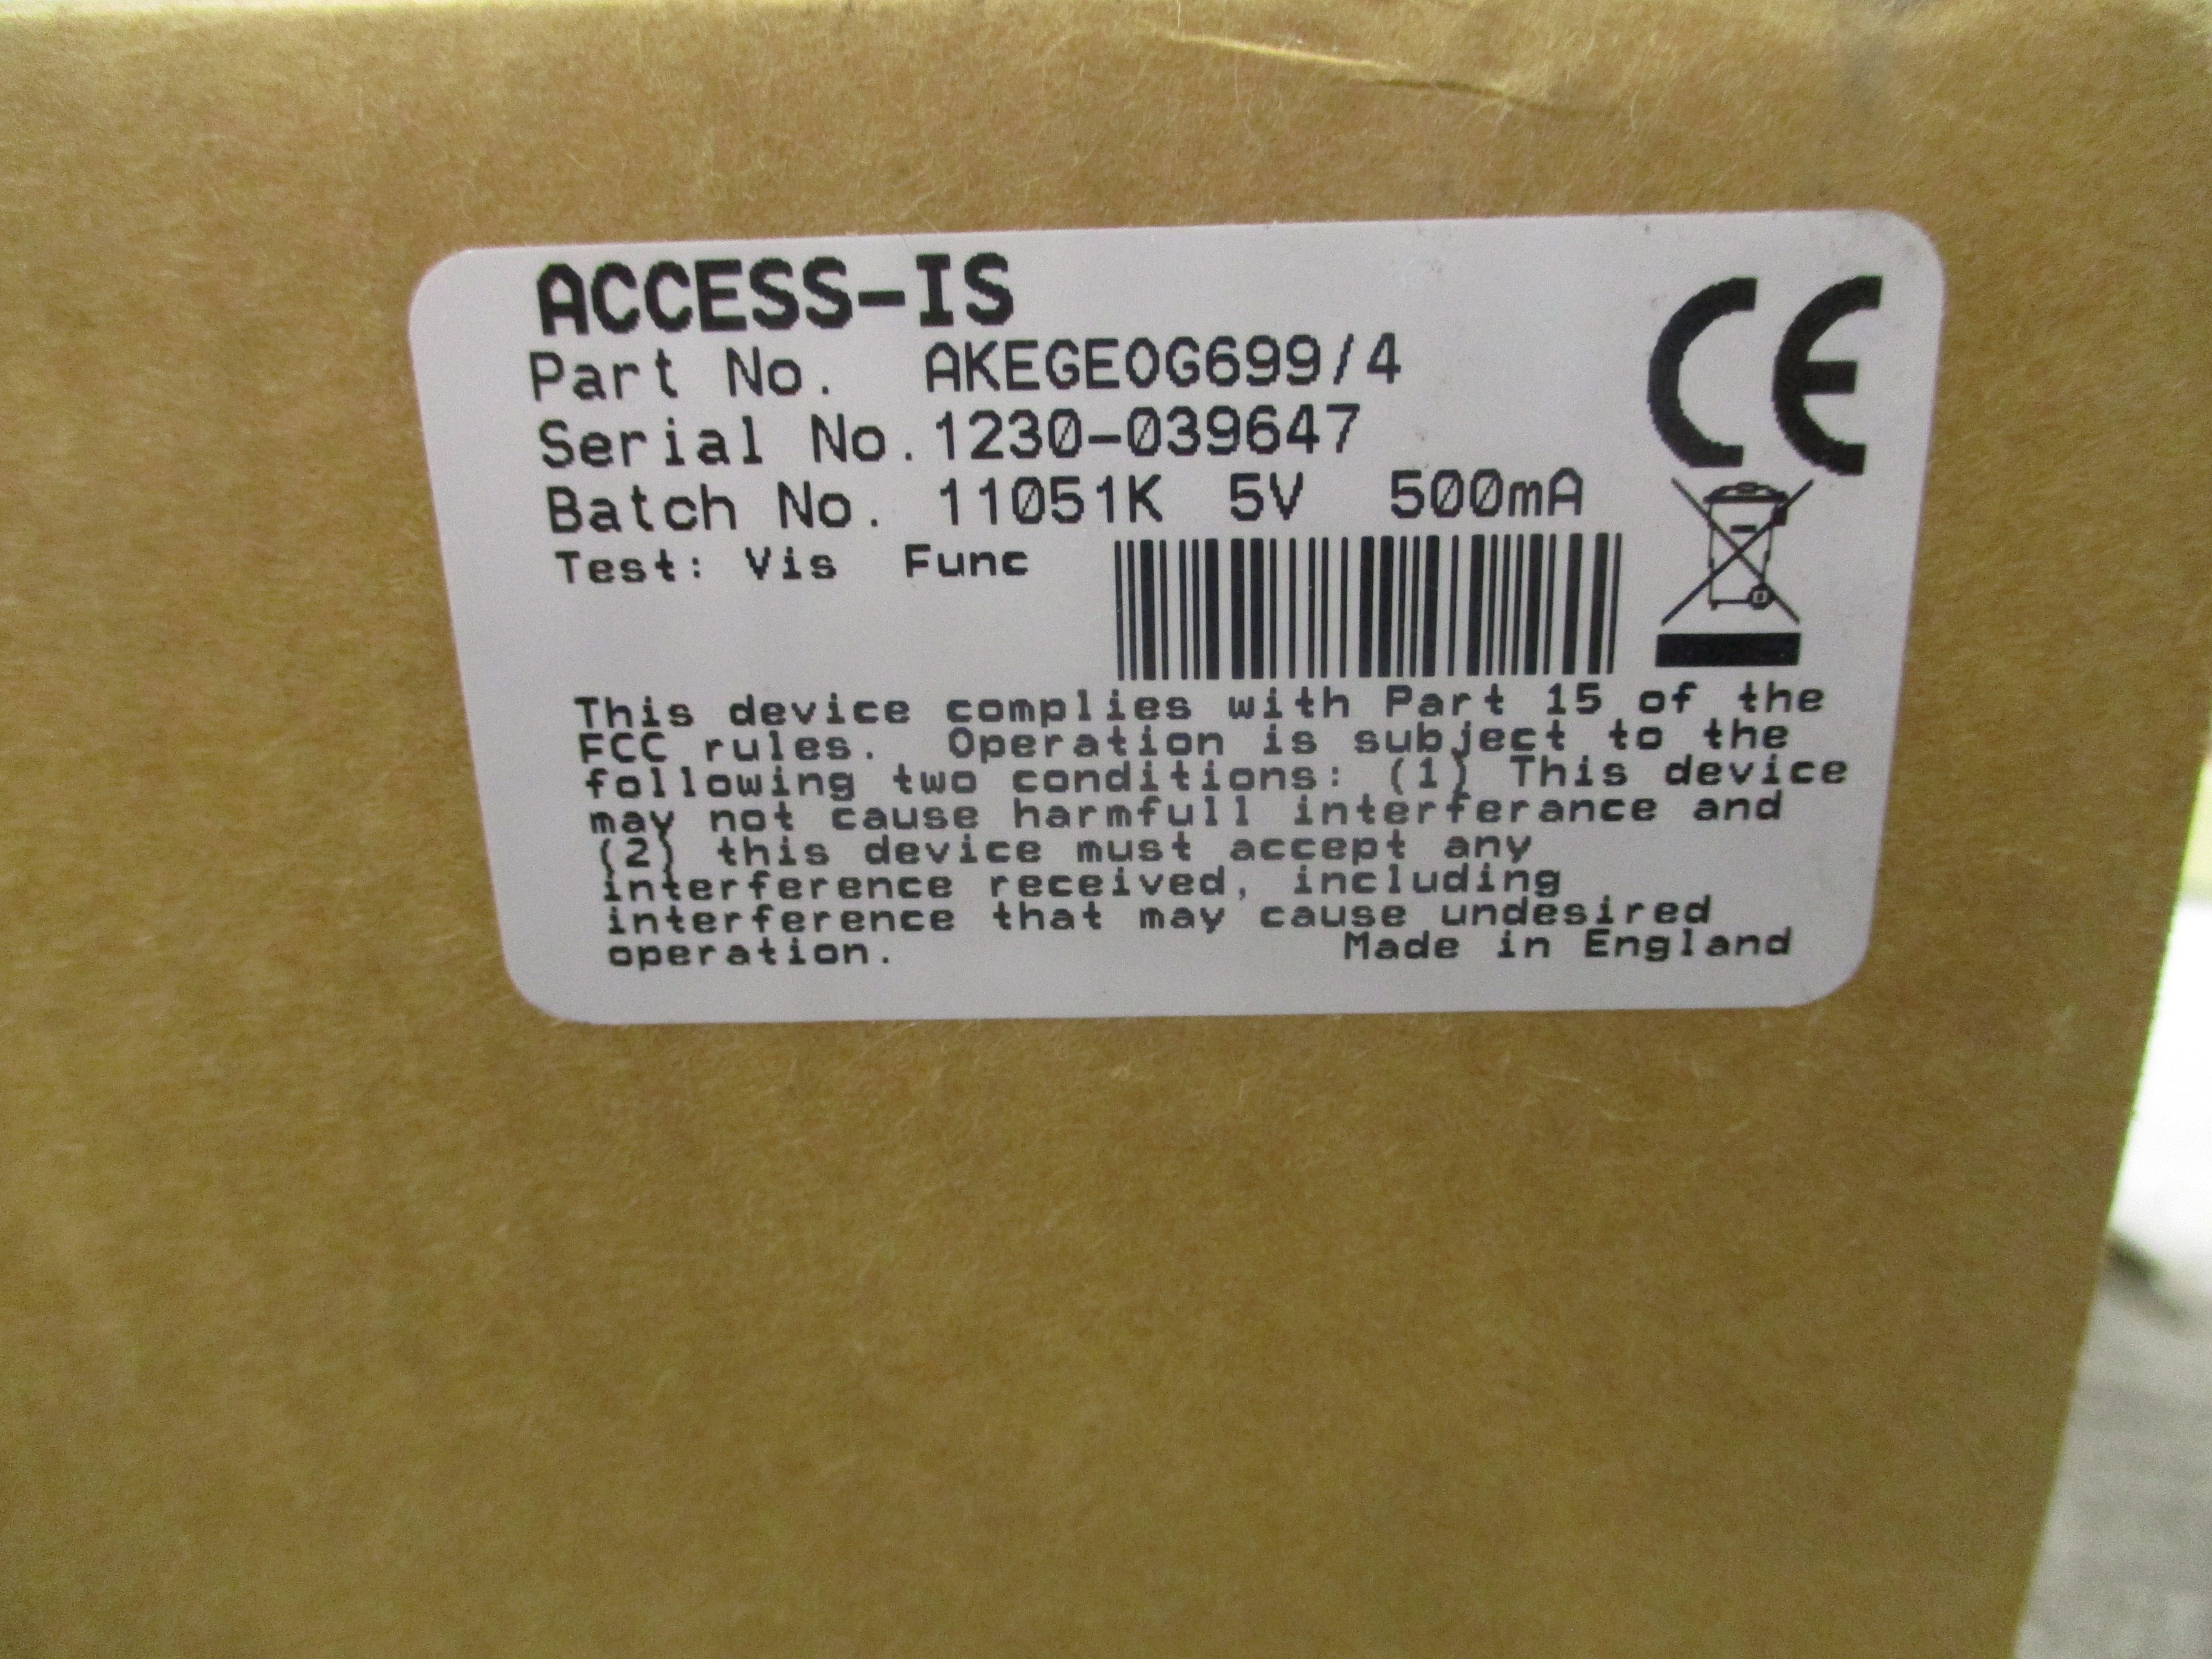 ACCESS-IS
Part No. AKEGEOG699/4
Serial No. 1230-039647
Batch No. 11051K 5V 500mA
Test: Vis Func
CE
This device complies with Part 15 of the
FCC rules. Operation is subject to the
following two conditions: (1) This device
may not cause harmfull interferance and
(2) this device must accept any
interference received, including
interference that may cause undesired
operation. Made in England